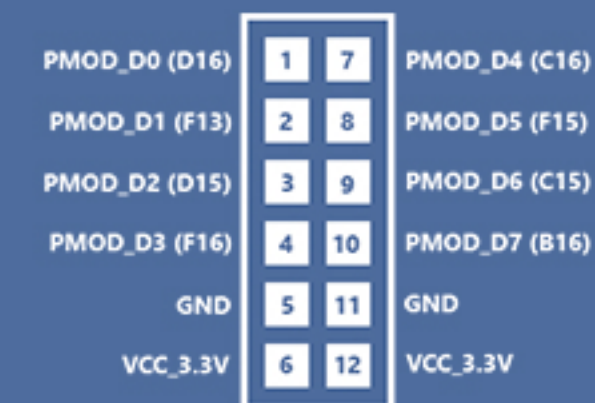 PMOD_D0 (D16) 1 7 PMOD_D4 (C16)
PMOD_D1 (F13) 2 8 PMOD_D5 (F15)
PMOD_D2 (D15) 3 9 PMOD_D6 (C15)
PMOD_D3 (F16) 4 10 PMOD_D7 (B16)
GND 5 11 GND
VCC_3.3V 6 12 VCC_3.3V